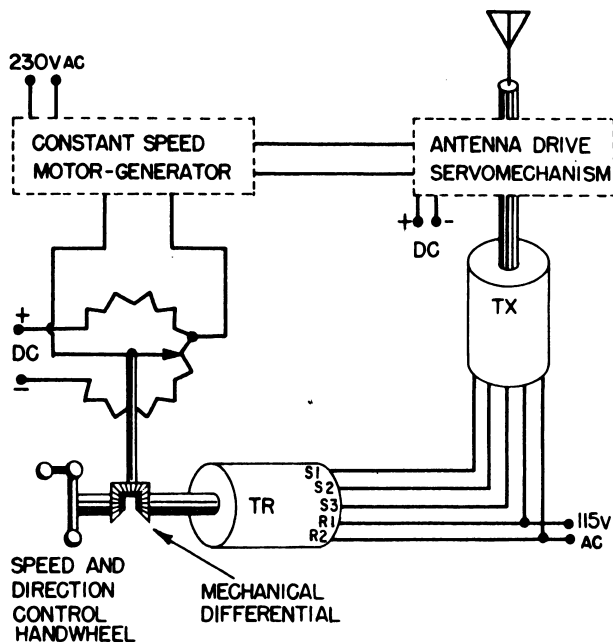 230VAC
CONSTANT SPEED
MOTOR-GENERATOR
ANTENNA DRIVE
SERVOMECHANISM
+ -
DC
TX
+
DC
-
S1
S2
S3
R1
R2
TR
115V
AC
SPEED AND
DIRECTION
CONTROL
HANDWHEEL
MECHANICAL
DIFFERENTIAL